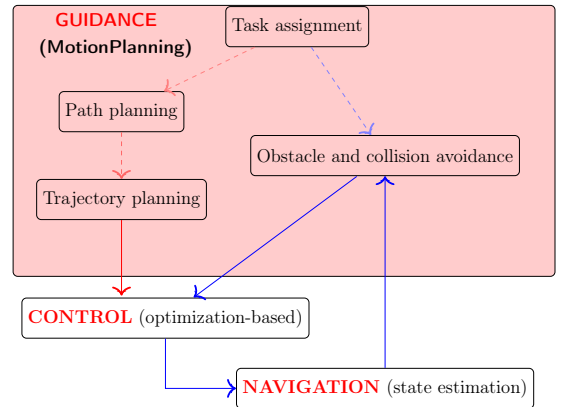 GUIDANCE
(MotionPlanning)
Task assignment
Path planning
Obstacle and collision avoidance
Trajectory planning
CONTROL (optimization-based)
NAVIGATION (state estimation)